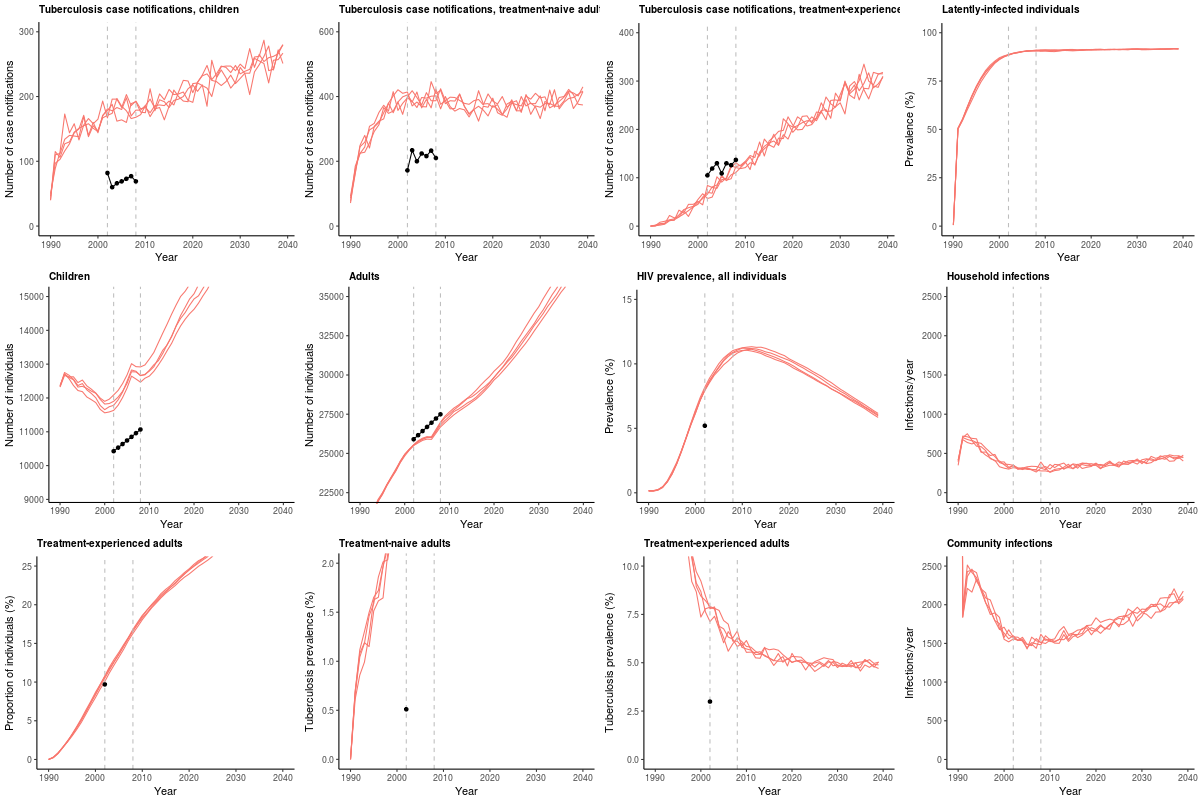 Tuberculosis case notifications, children
Number of case notifications
300
200
100
0
1990 2000 2010 2020 2030 2040
Year
Tuberculosis case notifications, treatment-naive adul
Number of case notifications
600
400
200
0
1990 2000 2010 2020 2030 2040
Year
Tuberculosis case notifications, treatment-experience
Number of case notifications
400
300
200
100
0
1990 2000 2010 2020 2030 2040
Year
Latently-infected individuals
Prevalence (%)
100
75
50
25
0
1990 2000 2010 2020 2030 2040
Year
Children
Number of individuals
15000
14000
13000
12000
11000
10000
9000
1990 2000 2010 2020 2030 2040
Year
Adults
Number of individuals
35000
32500
30000
27500
25000
22500
1990 2000 2010 2020 2030 2040
Year
HIV prevalence, all individuals
Prevalence (%)
15
10
5
0
1990 2000 2010 2020 2030 2040
Year
Household infections
Infections/year
2500
2000
1500
1000
500
0
1990 2000 2010 2020 2030 2040
Year
Treatment-experienced adults
Proportion of individuals (%)
25
20
15
10
5
0
1990 2000 2010 2020 2030 2040
Year
Treatment-naive adults
Tuberculosis prevalence (%)
2.0
1.5
1.0
0.5
0.0
1990 2000 2010 2020 2030 2040
Year
Treatment-experienced adults
Tuberculosis prevalence (%)
10.0
7.5
5.0
2.5
0.0
1990 2000 2010 2020 2030 2040
Year
Community infections
Infections/year
2500
2000
1500
1000
500
0
1990 2000 2010 2020 2030 2040
Year